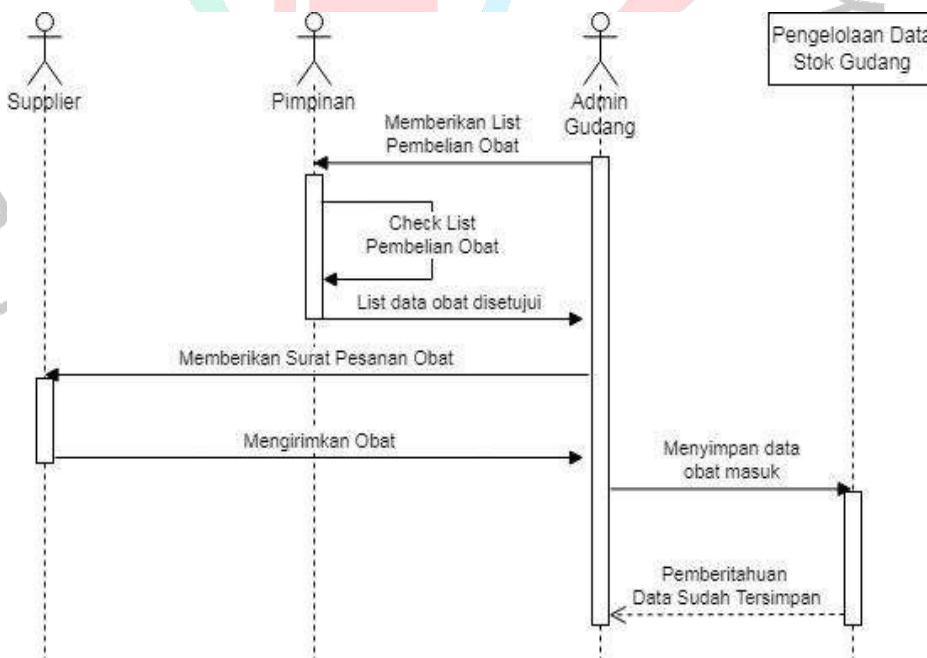 Supplier
Pimpinan
Admin
Gudang
Pengelolaan Data
Stok Gudang
Memberikan List
Pembelian Obat
Check List
Pembelian Obat
List data obat disetujui
Memberikan Surat Pesanan Obat
Mengirimkan Obat
Menyimpan data
obat masuk
Pemberitahuan
Data Sudah Tersimpan